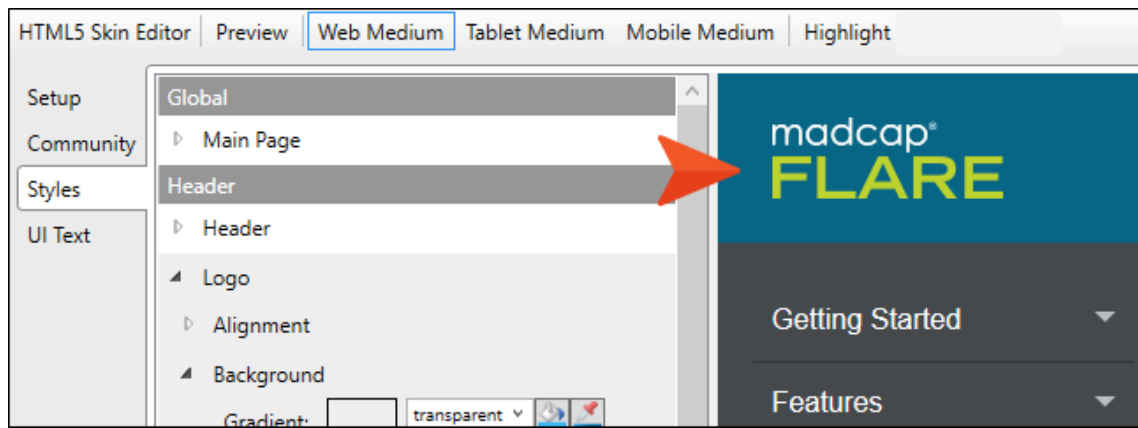 HTML5 Skin Editor Preview Web Medium Tablet Medium Mobile Medium Highlight
Setup
Community
Styles
UI Text
Global
Main Page
Header
Header
Logo
Alignment
Background
Gradient: transparent
madcap®
FLARE
Getting Started
Features